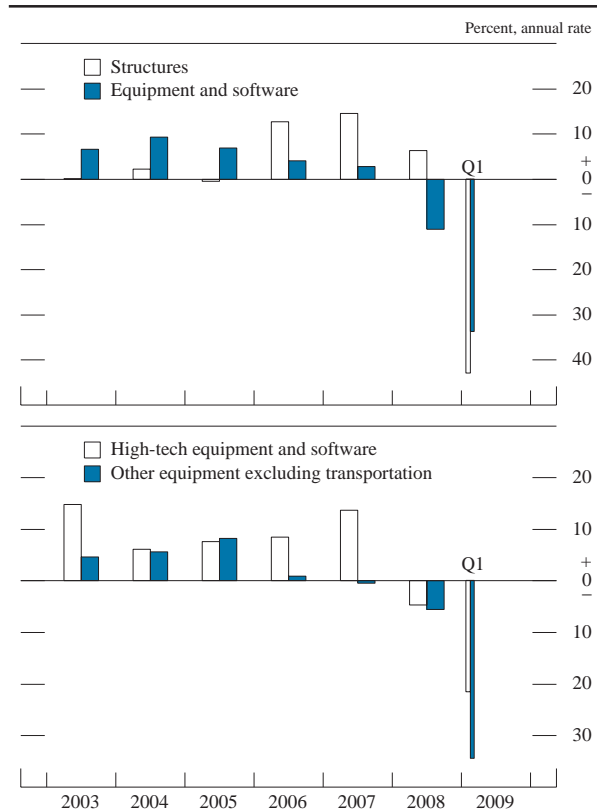 Percent, annual rate
Structures
Equipment and software
20
10
+
0
–
10
20
30
40
Q1
High-tech equipment and software
Other equipment excluding transportation
20
10
+
0
–
10
20
30
Q1
2003 2004 2005 2006 2007 2008 2009